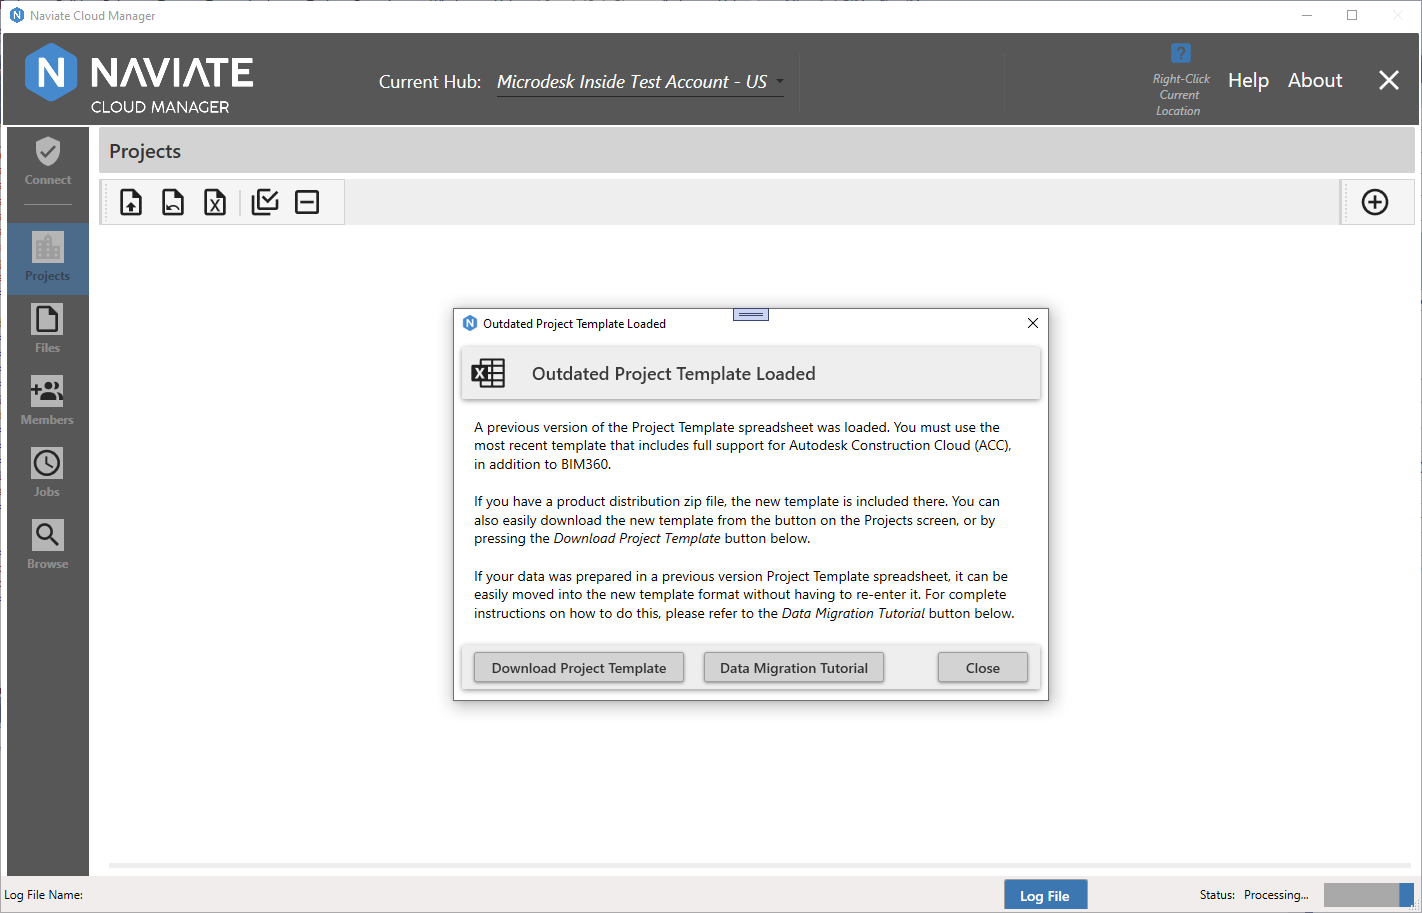 Naviate Cloud Manager
NAVIATE
CLOUD MANAGER
Current Hub: Microdesk Inside Test Account - US
?
Right-Click
Current
Location
Help
About
Connect
Projects
Files
Members
Jobs
Browse
Projects
Outdated Project Template Loaded
Outdated Project Template Loaded
A previous version of the Project Template spreadsheet was loaded. You must use the
most recent template that includes full support for Autodesk Construction Cloud (ACC),
in addition to BIM360.
If you have a product distribution zip file, the new template is included there. You can
also easily download the new template from the button on the Projects screen, or by
pressing the Download Project Template button below.
If your data was prepared in a previous version Project Template spreadsheet, it can be
easily moved into the new template format without having to re-enter it. For complete
instructions on how to do this, please refer to the Data Migration Tutorial button below.
Download Project Template
Data Migration Tutorial
Close
Log File Name:
Log File
Status: Processing...